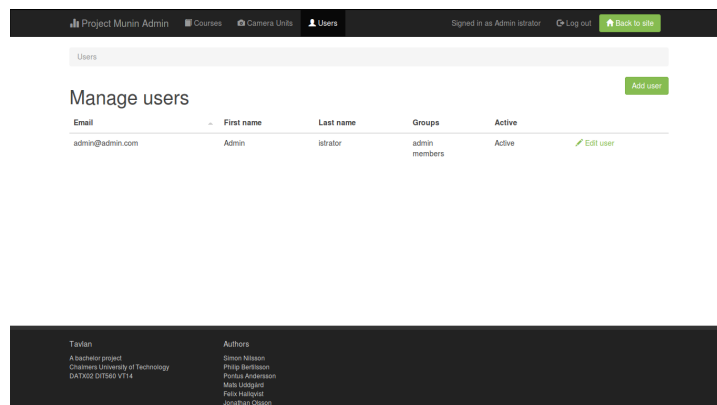 Project Munin Admin Courses Camera Units Users Signed in as Admin istrator Log out Back to site
Users
Add user
Manage users
Email First name Last name Groups Active
admin@admin.com Admin istrator admin Active Edit user
members
Tavlan
A bachelor project
Chalmers University of Technology
DATX02 DIT560 VT14
Authors
Simon Nilsson
Philip Bertilsson
Pontus Andersson
Mats Uddgård
Felix Hallqvist
Jonathan Olsson